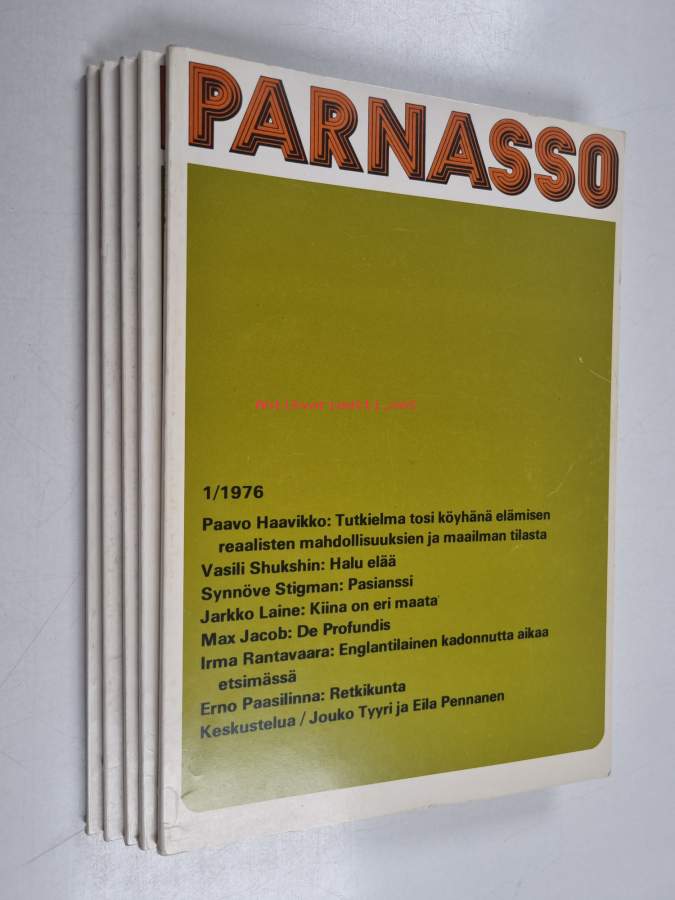 PARNASSO
Antikvariaatti.net
1/1976
Paavo Haavikko: Tutkielma tosi köyhänä elämisen
reaalisten mahdollisuuksien ja maailman tilasta
Vasili Shukshin: Halu elää
Synnöve Stigman: Pasianssi
Jarkko Laine: Kiina on eri maata
Max Jacob: De Profundis
Irma Rantavaara: Englantilainen kadonnutta aikaa
etsimässä
Erno Paasilinna: Retkikunta
Keskustelua / Jouko Tyyri ja Eila Pennanen